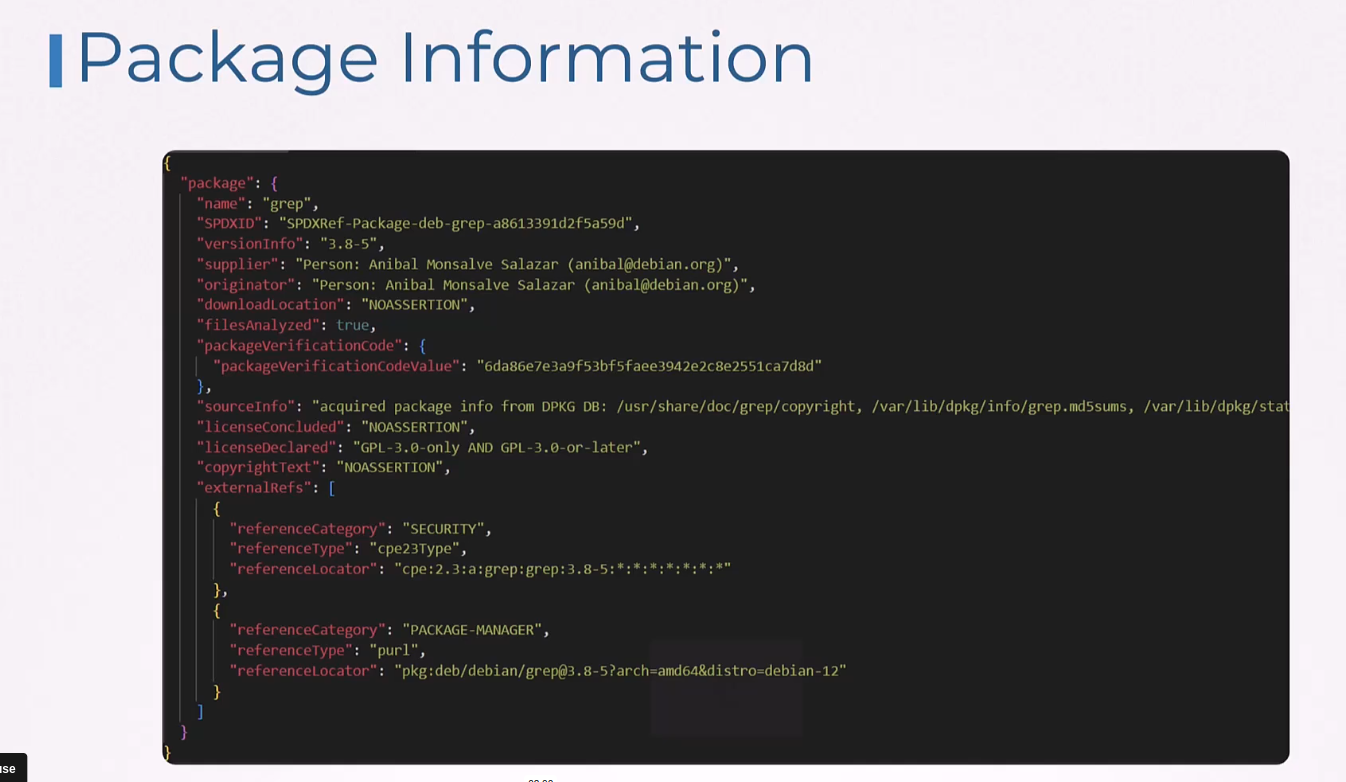 Package Information
{
"package": {
"name": "grep",
"SPDXID": "SPDXRef-Package-deb-grep-a8613391d2f5a59d",
"versionInfo": "3.8-5",
"supplier": "Person: Anibal Monsalve Salazar (anibal@debian.org)",
"originator": "Person: Anibal Monsalve Salazar (anibal@debian.org)",
"downloadLocation": "NOASSERTION",
"filesAnalyzed": true,
"packageVerificationCode": {
"packageVerificationCodeValue": "6da86e7e3a9f53bf5faee3942e2c8e2551ca7d8d"
},
"sourceInfo": "acquired package info from DPKG DB: /usr/share/doc/grep/copyright, /var/lib/dpkg/info/grep.md5sums, /var/lib/dpkg/stat
"licenseConcluded": "NOASSERTION",
"licenseDeclared": "GPL-3.0-only AND GPL-3.0-or-later",
"copyrightText": "NOASSERTION",
"externalRefs": [
{
"referenceCategory": "SECURITY",
"referenceType": "cpe23Type",
"referenceLocator": "cpe:2.3:a:grep:grep:3.8-5:*:*:*:*:*:*:*"
},
{
"referenceCategory": "PACKAGE-MANAGER",
"referenceType": "purl",
"referenceLocator": "pkg:deb/debian/grep@3.8-5?arch=amd64&distro=debian-12"
}
]
}
}
use